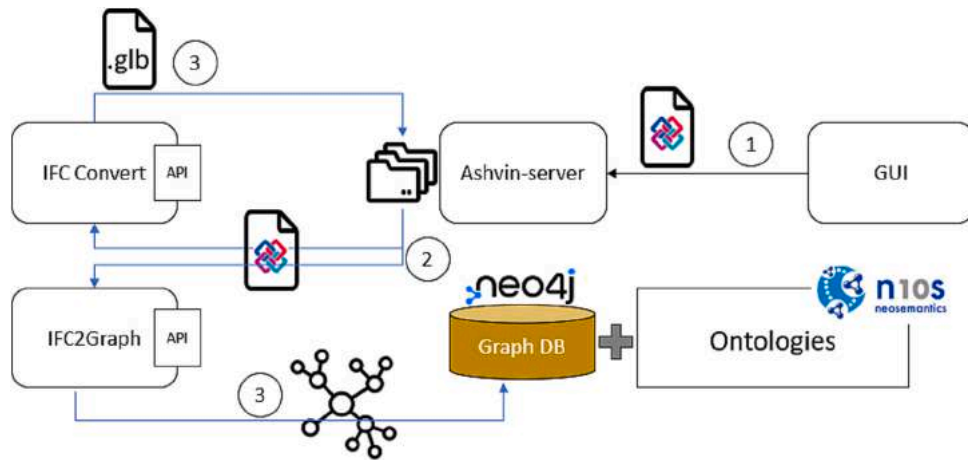 .glb
3
1
IFC Convert
API
Ashvin-server
GUI
2
neo4j
n10s
neosemantics
IFC2Graph
API
Graph DB
Ontologies
3